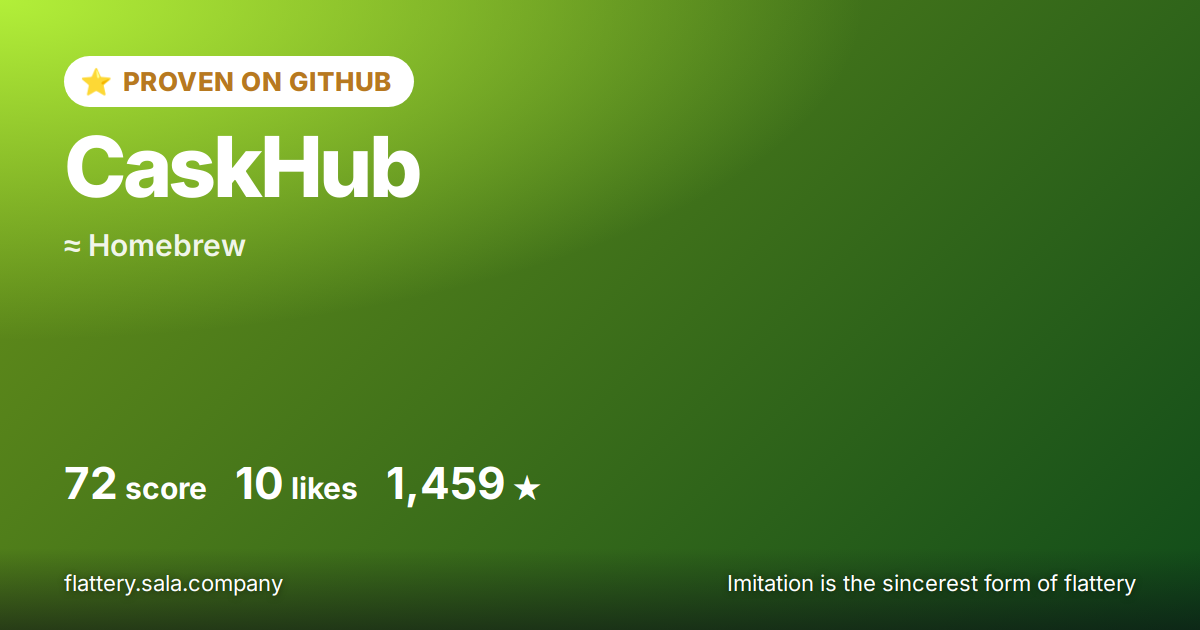 ⭐ PROVEN ON GITHUB
CaskHub
≈ Homebrew
72 score 10 likes 1,459 ★
flattery.sala.company
Imitation is the sincerest form of flattery